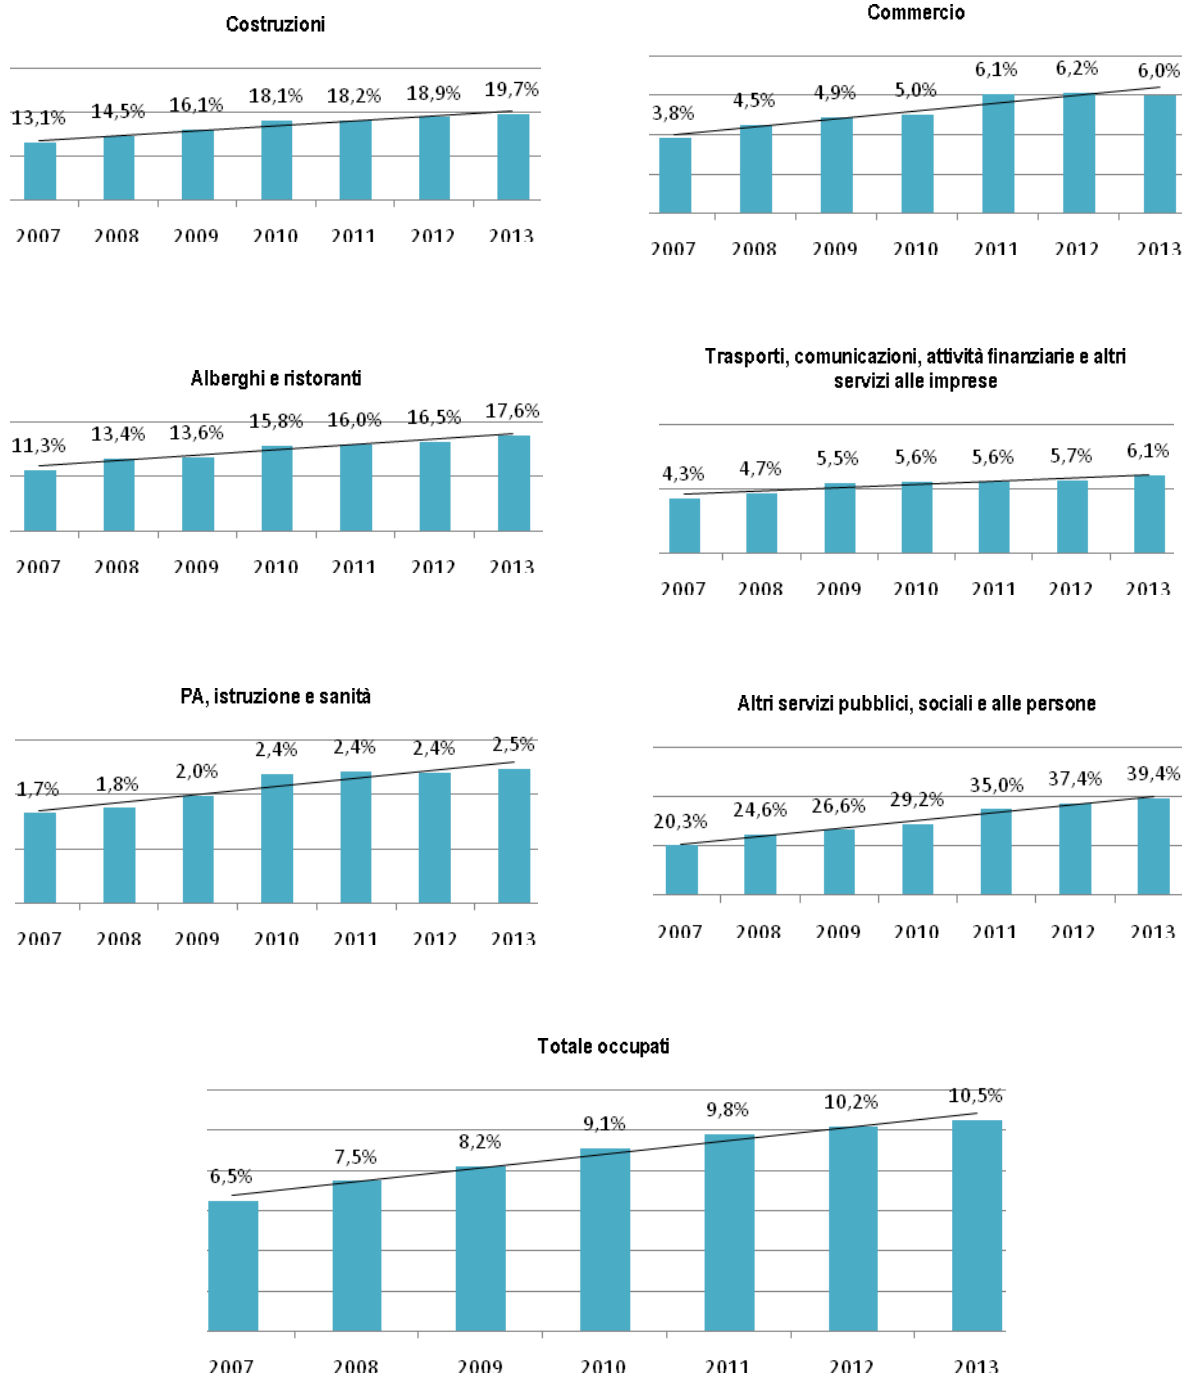 Costruzioni
13,1% 14,5% 16,1% 18,1% 18,2% 18,9% 19,7%
2007 2008 2009 2010 2011 2012 2013
Commercio
3,8% 4,5% 4,9% 5,0% 6,1% 6,2% 6,0%
2007 2008 2009 2010 2011 2012 2013
Alberghi e ristoranti
11,3% 13,4% 13,6% 15,8% 16,0% 16,5% 17,6%
2007 2008 2009 2010 2011 2012 2013
Trasporti, comunicazioni, attività finanziarie e altri
servizi alle imprese
4,3% 4,7% 5,5% 5,6% 5,6% 5,7% 6,1%
2007 2008 2009 2010 2011 2012 2013
PA, istruzione e sanità
1,7% 1,8% 2,0% 2,4% 2,4% 2,4% 2,5%
2007 2008 2009 2010 2011 2012 2013
Altri servizi pubblici, sociali e alle persone
20,3% 24,6% 26,6% 29,2% 35,0% 37,4% 39,4%
2007 2008 2009 2010 2011 2012 2013
Totale occupati
6,5% 7,5% 8,2% 9,1% 9,8% 10,2% 10,5%
2007 2008 2009 2010 2011 2012 2013